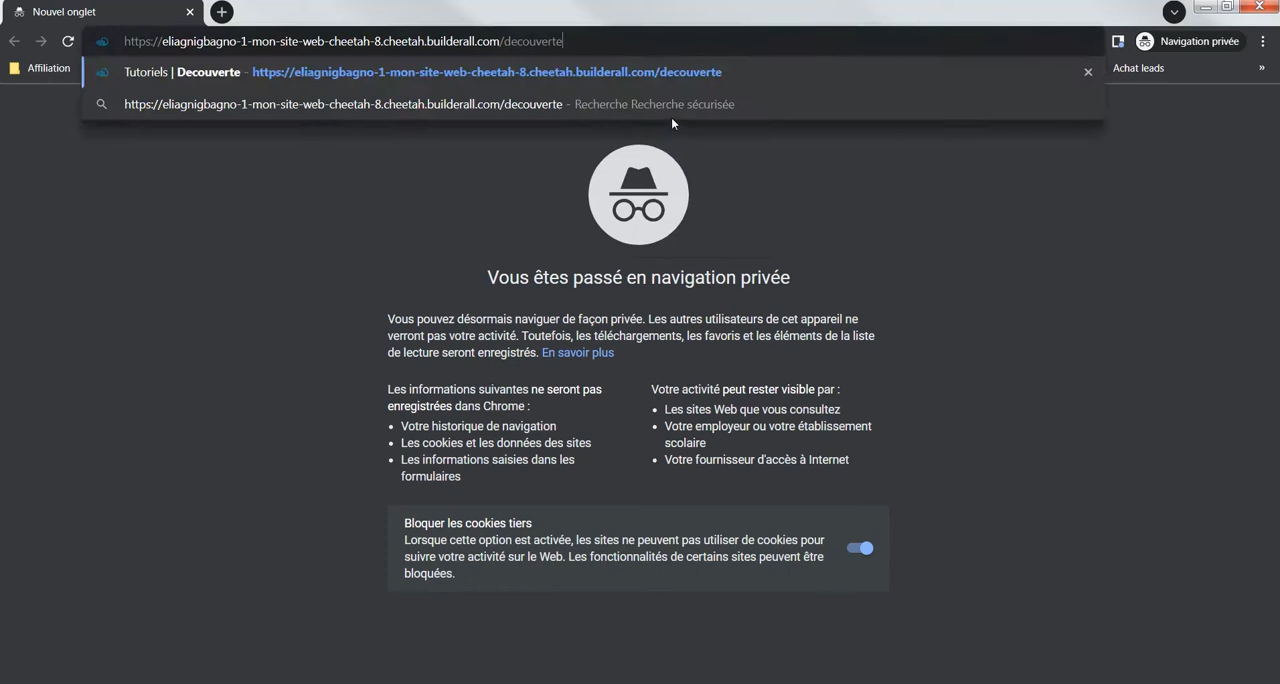 Nouvel onglet
https://eliagnigbagno-1-mon-site-web-cheetah-8.cheetah.builderall.com/decouverte
Navigation privée
Affiliation
Tutoriels | Decouverte - https://eliagnigbagno-1-mon-site-web-cheetah-8.cheetah.builderall.com/decouverte
Achat leads
»
https://eliagnigbagno-1-mon-site-web-cheetah-8.cheetah.builderall.com/decouverte - Recherche Recherche sécurisée
Vous êtes passé en navigation privée
Vous pouvez désormais naviguer de façon privée. Les autres utilisateurs de cet appareil ne
verront pas votre activité. Toutefois, les téléchargements, les favoris et les éléments de la liste
de lecture seront enregistrés. En savoir plus
Les informations suivantes ne seront pas
enregistrées dans Chrome :
• Votre historique de navigation
• Les cookies et les données des sites
• Les informations saisies dans les
formulaires
Votre activité peut rester visible par :
• Les sites Web que vous consultez
• Votre employeur ou votre établissement
scolaire
• Votre fournisseur d'accès à Internet
Bloquer les cookies tiers
Lorsque cette option est activée, les sites ne peuvent pas utiliser de cookies pour
suivre votre activité sur le Web. Les fonctionnalités de certains sites peuvent être
bloquées.